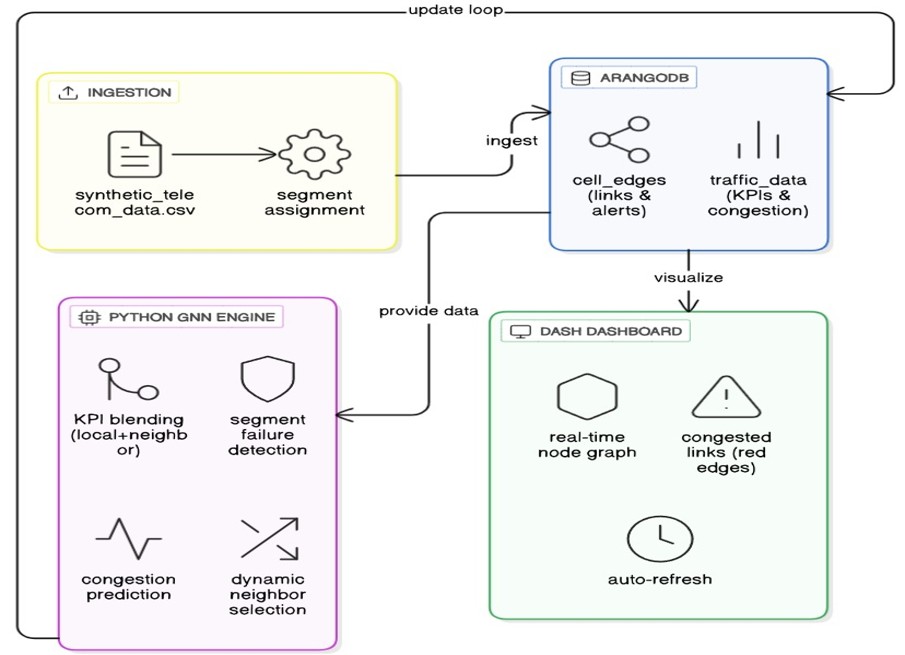 update loop
INGESTION
synthetic_tele
com_data.csv
segment
assignment
ingest
ARANGODB
cell_edges
(links &
alerts)
traffic_data
(KPIs &
congestion)
provide data
visualize
PYTHON GNN ENGINE
KPI blending
(local+neighb
or)
segment
failure
detection
congestion
prediction
dynamic
neighbor
selection
DASH DASHBOARD
real-time
node graph
congested
links (red
edges)
auto-refresh